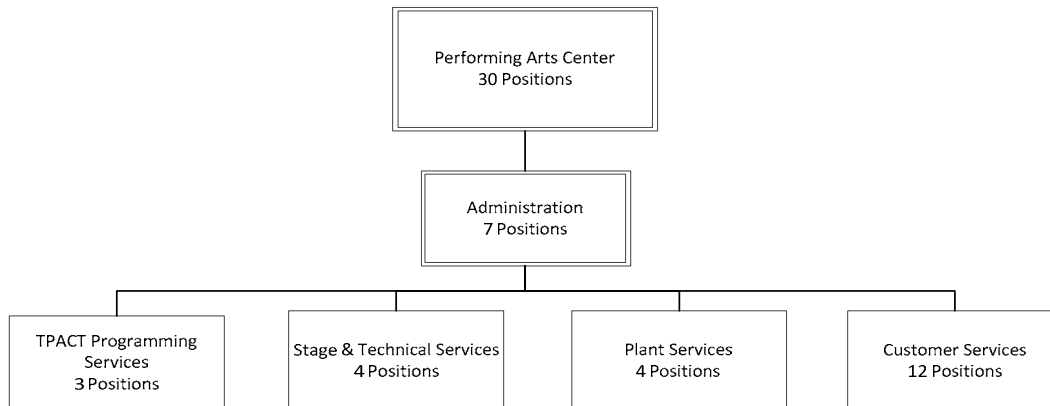 Performing Arts Center
30 Positions
Administration
7 Positions
TPACT Programming
Services
3 Positions
Stage & Technical Services
4 Positions
Plant Services
4 Positions
Customer Services
12 Positions